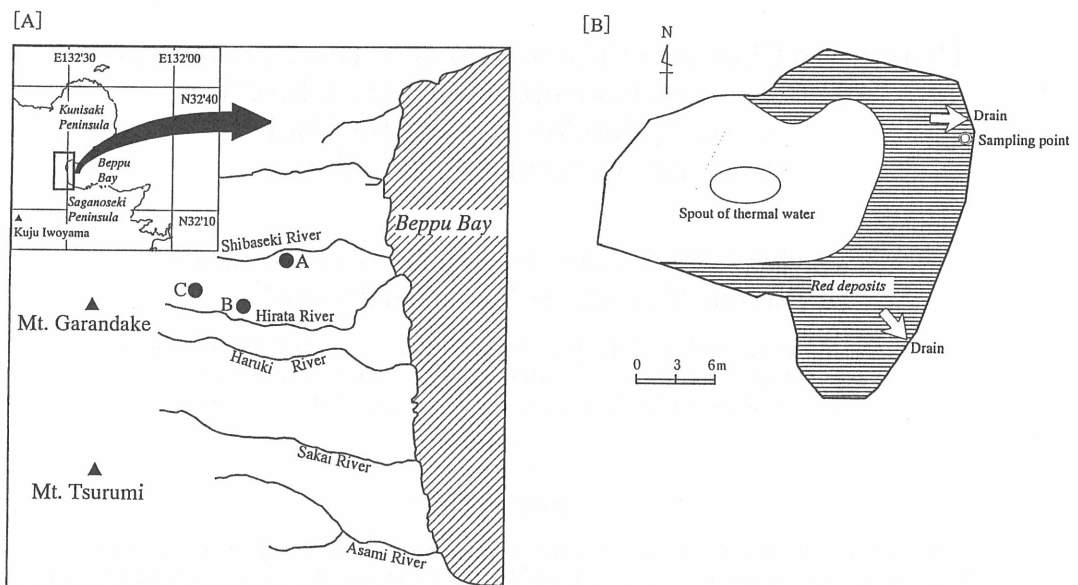 [A]
E132'30
E132'00
N32'40
Kunisaki
Peninsula
Beppu
Bay
Saganoseki
Peninsula
N32'10
Kuju Iwoyama
Beppu Bay
Shibaseki River
A
C
B
Hirata River
Mt. Garandake
Haruki River
Sakai River
Mt. Tsurumi
Asami River
[B]
N
Drain
Sampling point
Spout of thermal water
Red deposits
Drain
0 3 6m